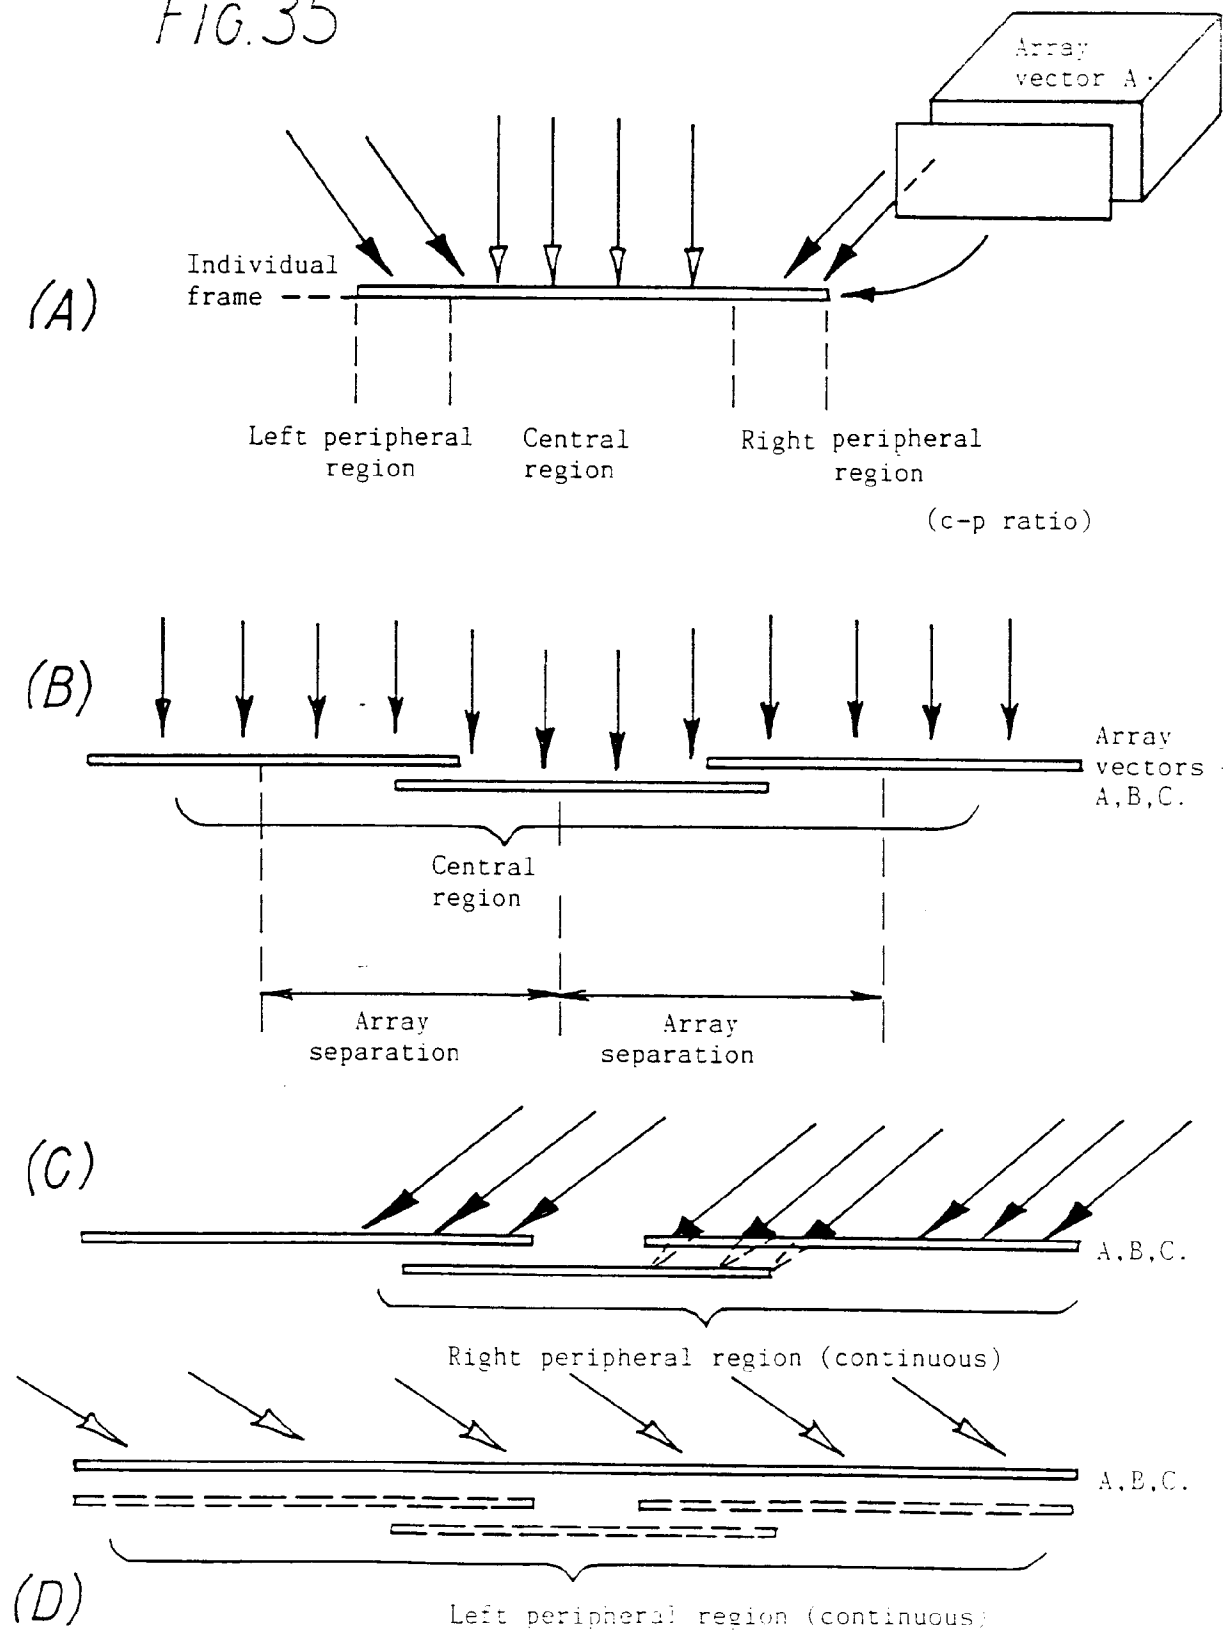 FIG.35
Array
vector A.
Individual
frame
(A)
Left peripheral
region
Central
region
Right peripheral
region
(c-p ratio)
(B)
Array
vectors
A,B,C.
Central
region
Array
separation
Array
separation
(C)
A,B,C.
Right peripheral region (continuous)
A,B,C.
(D)
Left peripheral region (continuous)